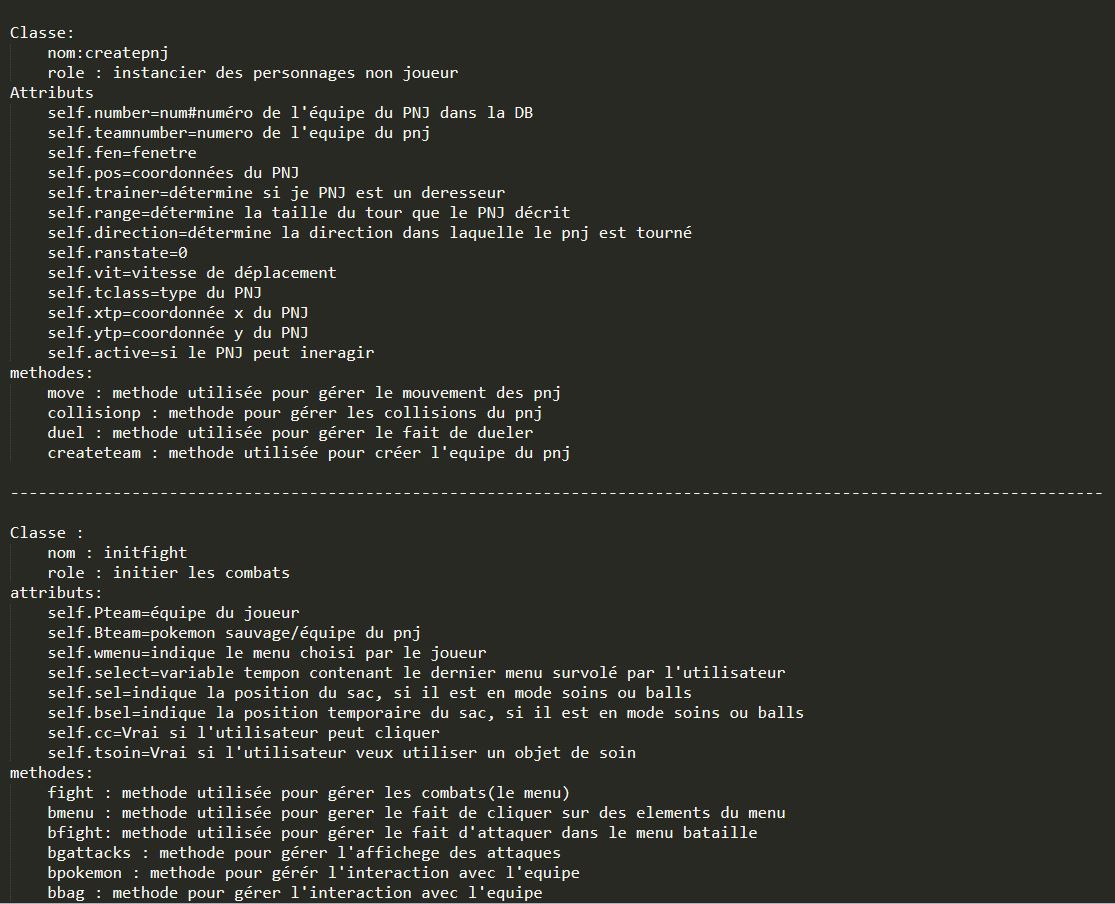 Classe:
nom:createpnj
role : instancier des personnages non joueur
Attributs
self.number=num#numéro de l'équipe du PNJ dans la DB
self.teamnumber=numero de l'equipe du pnj
self.fen=fenetre
self.pos=coordonnées du PNJ
self.trainer=détermine si je PNJ est un deresseur
self.range=détermine la taille du tour que le PNJ décrit
self.direction=détermine la direction dans laquelle le pnj est tourné
self.ranstate=0
self.vit=vitesse de déplacement
self.tclass=type du PNJ
self.xtp=coordonnée x du PNJ
self.ytp=coordonnée y du PNJ
self.active=si le PNJ peut ineragir
methodes:
move : methode utilisée pour gérer le mouvement des pnj
collisionp : methode pour gérer les collisions du pnj
duel : methode utilisée pour gérer le fait de dueler
createteam : methode utilisée pour créer l'equipe du pnj
---------------------------------------------------------------------------------------------------------------------
Classe :
nom : initfight
role : initier les combats
attributs:
self.Pteam=équipe du joueur
self.Bteam=pokemon sauvage/équipe du pnj
self.wmenu=indique le menu choisi par le joueur
self.select=variable tempon contenant le dernier menu survolé par l'utilisateur
self.sel=indique la position du sac, si il est en mode soins ou balls
self.bsel=indique la position temporaire du sac, si il est en mode soins ou balls
self.cc=Vrai si l'utilisateur peut cliquer
self.tsoin=Vrai si l'utilisateur veux utiliser un objet de soin
methodes:
fight : methode utilisée pour gérer les combats(le menu)
bmenu : methode utilisée pour gerer le fait de cliquer sur des elements du menu
bfight: methode utilisée pour gerer le fait d'attaquer dans le menu bataille
bgattacks : methode pour gérer l'affichege des attaques
bpokemon : methode pour gérér l'interaction avec l'equipe
bbag : methode pour gérer l'interaction avec l'equipe